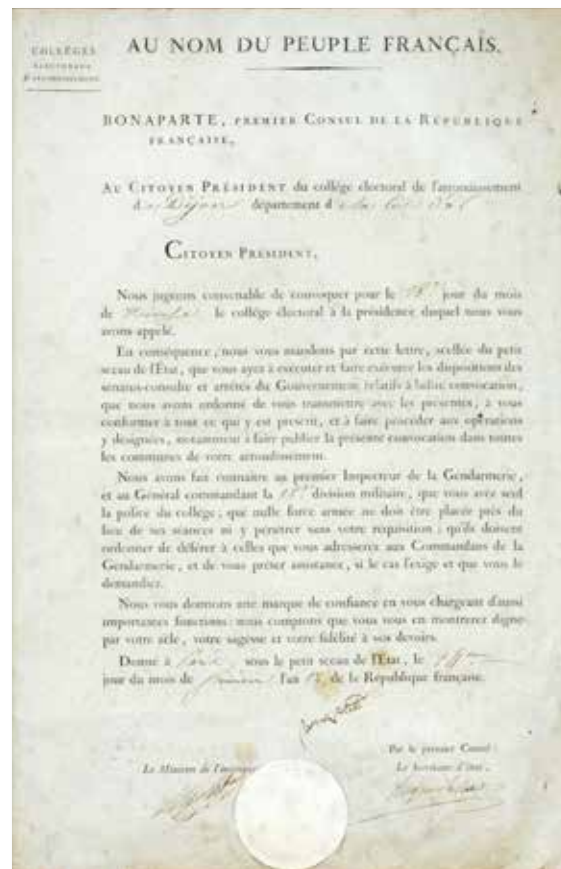 COLLÉGES
ÉLECTORAUX
D'ARRONDISSEMENT
AU NOM DU PEUPLE FRANÇAIS.
BONAPARTE, PREMIER CONSUL DE LA RÉPUBLIQUE
FRANÇAISE,
AU CITOYEN PRÉSIDENT du collége électoral de l'arrondissement
d Dijon département d
CITOYEN PRÉSIDENT,
Nous jugeons convenable de convoquer pour le jour du mois
de le collége électoral à la présidence duquel nous vous
avons appelé.
En conséquence, nous vous mandons par cette lettre, scellée du petit
sceau de l'État, que vous ayez à exécuter et faire exécuter les dispositions des
senatus-consulte et arrêtés du Gouvernement relatifs à ladite convocation,
que nous avons ordonné de vous transmettre avec les présentes, à vous
conformer à tout ce qui y est prescrit, et à faire procéder aux opérations
y désignées, notamment à faire publier la présente convocation dans toutes
les communes de votre arrondissement.
Nous avons fait connaître au premier Inspecteur de la Gendarmerie,
et au Général commandant la 18.e division militaire, que vous avez seul
la police du collége; que nulle force armée ne doit être placée près du
lieu de ses séances ni y pénétrer sans votre réquisition; qu'ils doivent
ordonner de déférer à celles que vous adresserez aux Commandans de la
Gendarmerie, et de vous prêter assistance, si le cas l'exige et que vous le
demandiez.
Nous vous donnons une marque de confiance en vous chargeant d'aussi
importantes fonctions: nous comptons que vous vous en montrerez digne
par votre zèle, votre sagesse et votre fidélité à vos devoirs.
Donné à Paris sous le petit sceau de l'État, le
jour du mois de l'an de la République française.
Par le premier Consul:
Le Ministre de l'intérieur
Le secrétaire d'état,